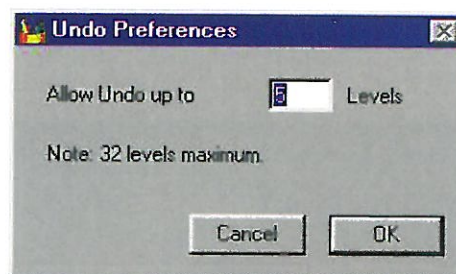 Undo Preferences
Allow Undo up to 5 Levels
Note: 32 levels maximum.
Cancel OK